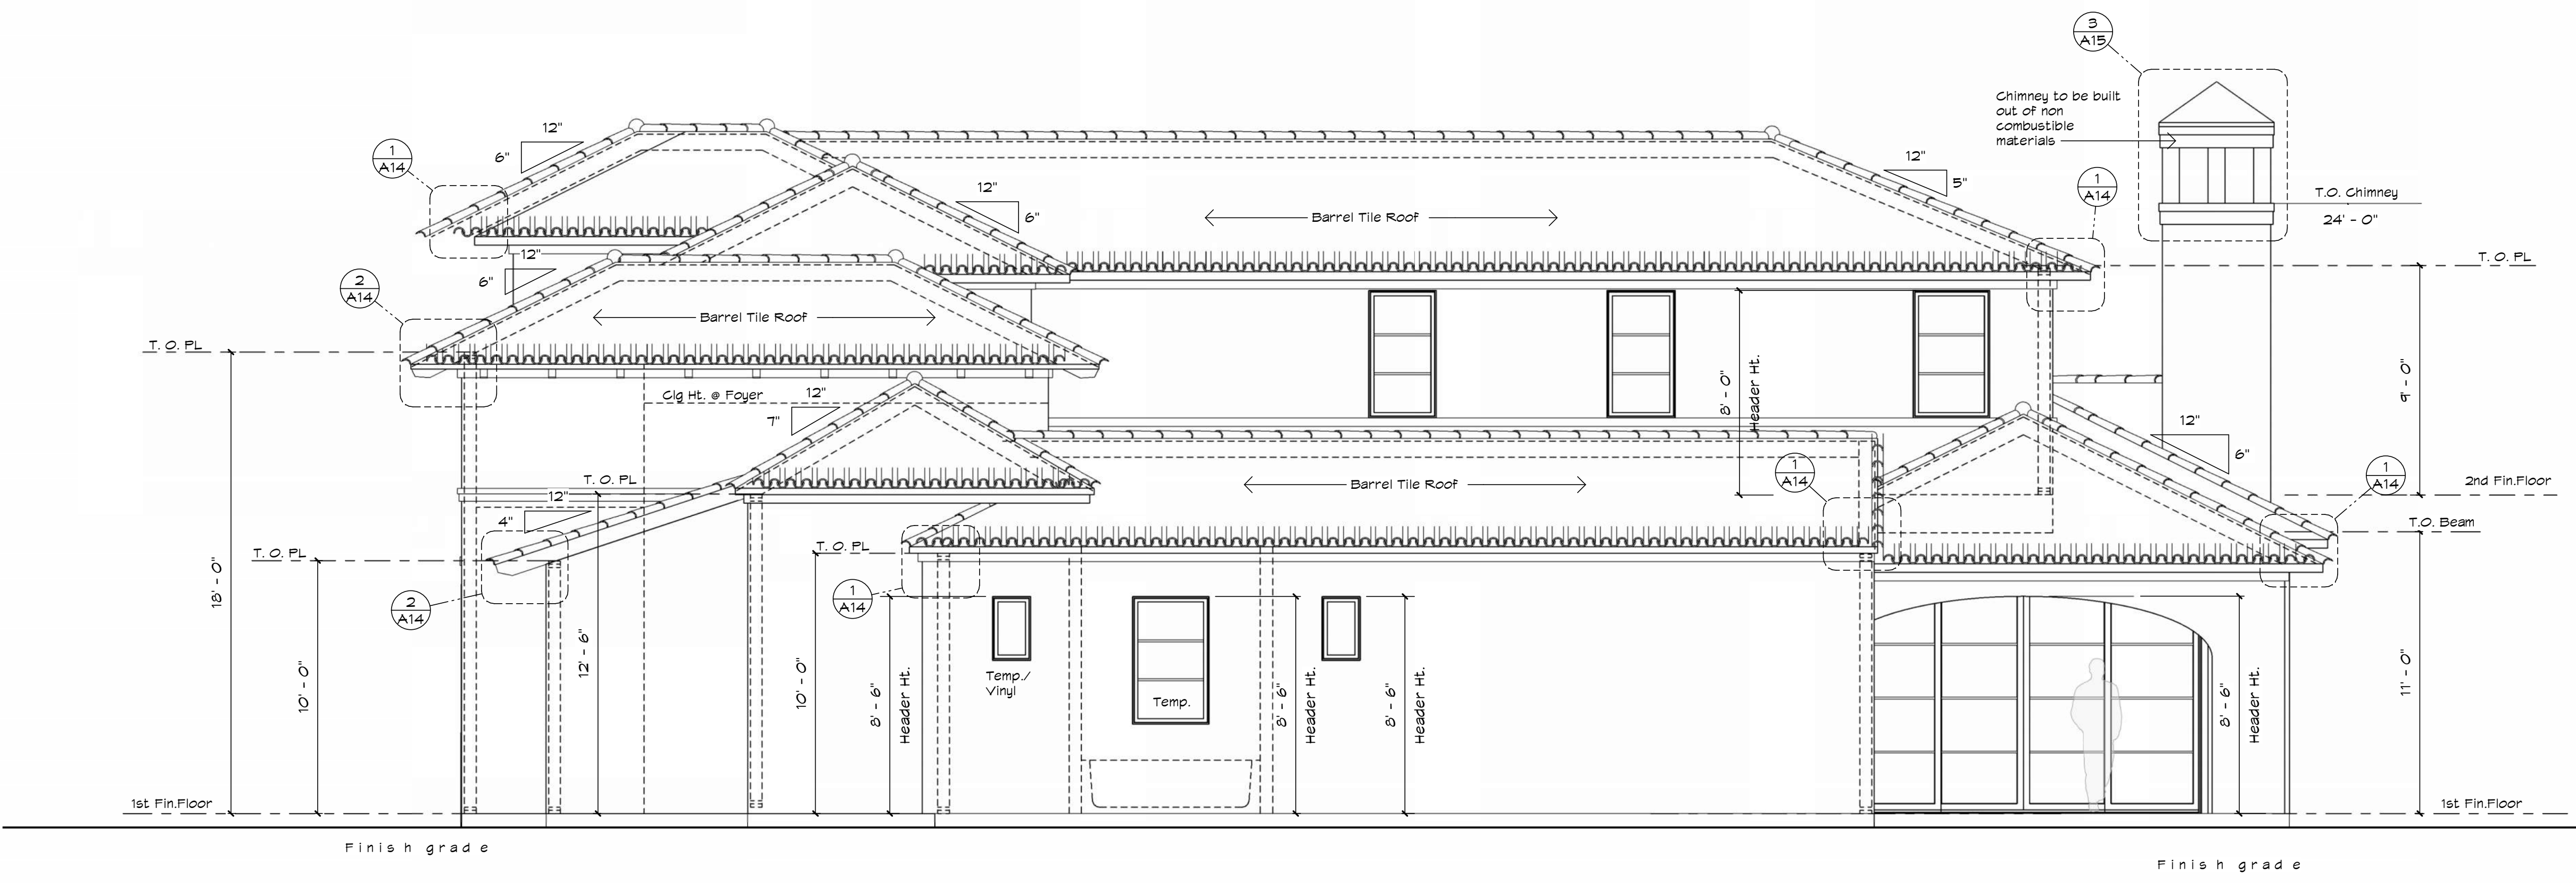 3
A15
Chimney to be built
out of non
combustible
materials
12"
6"
1
A14
12"
5"
1
A14
T.O. Chimney
24' - 0"
12"
6"
Barrel Tile Roof
12"
6"
T. O. PL
2
A14
Barrel Tile Roof
T. O. PL
Clg Ht. @ Foyer
12"
7"
8' - 0"
Header Ht.
9' - 0"
12"
6"
1
A14
1
A14
Barrel Tile Roof
T. O. PL
12"
4"
2nd Fin.Floor
T.O. Beam
T. O. PL
T. O. PL
2
A14
1
A14
18' - 0"
10' - 0"
12' - 6"
10' - 0"
8' - 6"
Header Ht.
Temp./
Vinyl
Temp.
8' - 6"
Header Ht.
8' - 6"
Header Ht.
8' - 6"
Header Ht.
11' - 0"
1st Fin.Floor
1st Fin.Floor
Finish grade
Finish grade